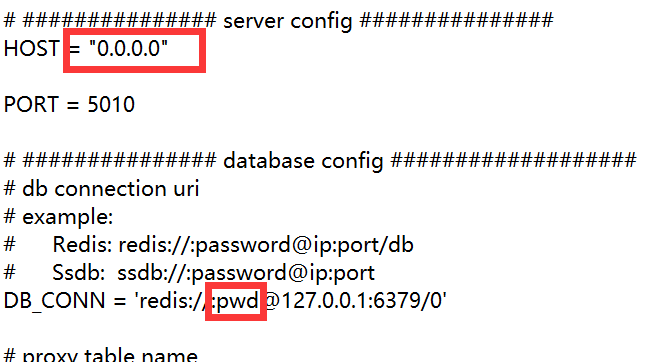 # ############### server config ###############
HOST = "0.0.0.0"
PORT = 5010
# ############### database config ###################
# db connection uri
# example:
#      Redis: redis://:password@ip:port/db
#      Ssdb:  ssdb://:password@ip:port
DB_CONN = 'redis://:pwd@127.0.0.1:6379/0'
# proxy table name